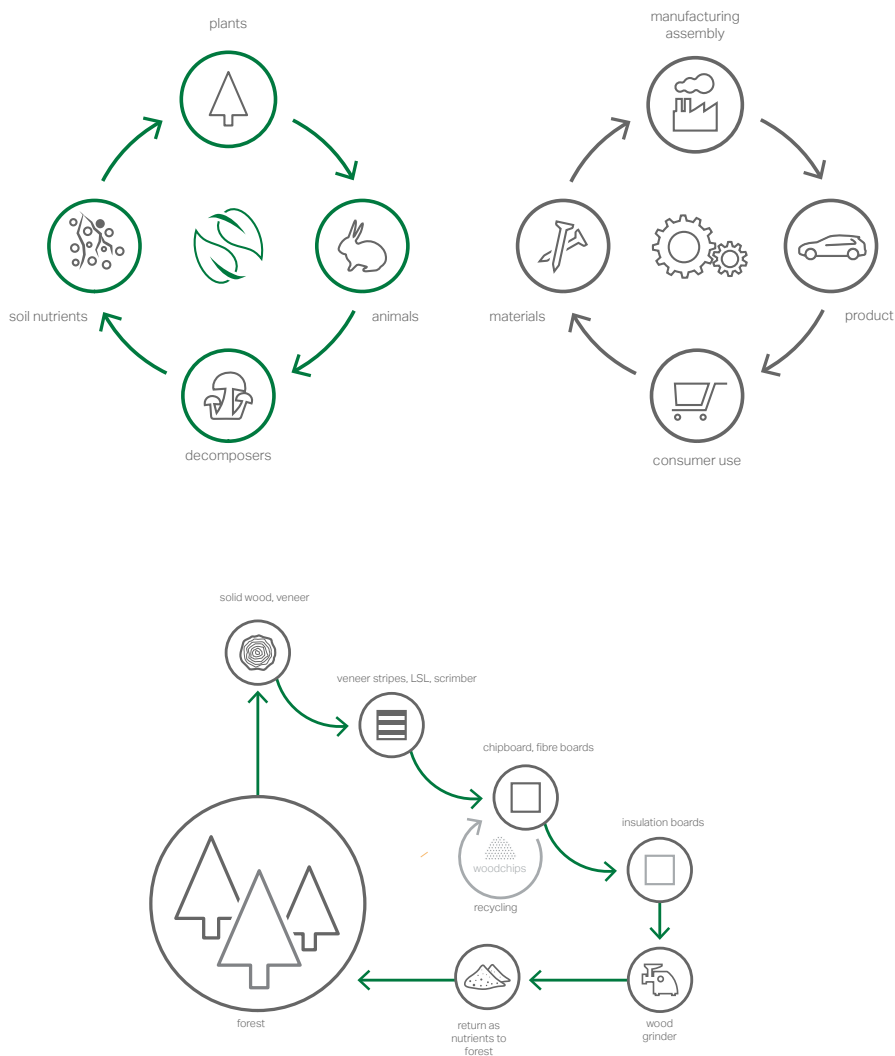 plants
manufacturing
assembly
soil nutrients
animals
materials
product
decomposers
consumer use
solid wood, veneer
veneer stripes, LSL, scrimber
chipboard, fibre boards
insulation boards
woodchips
recycling
forest
return as
nutrients to
forest
wood
grinder